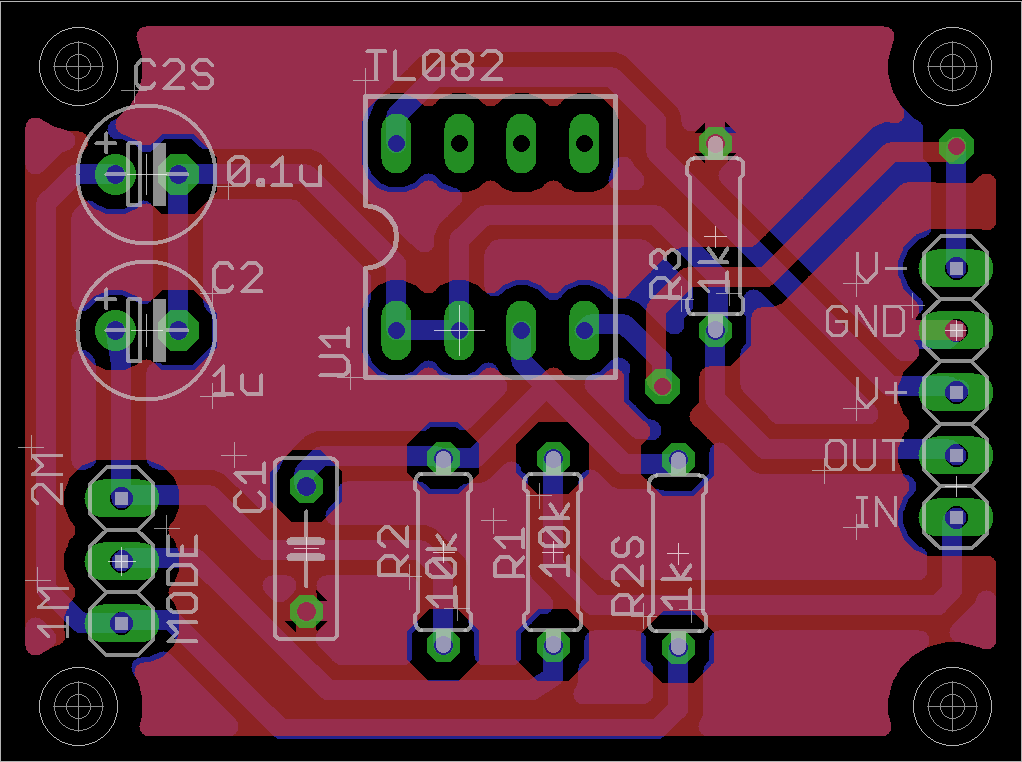 C2S
TL082
+
0.1u
R3
1k
V-
C2
+
GND
U1
1u
V+
OUT
2M
C1
IN
R2
10k
R1
10k
R2S
1k
1M
MODE